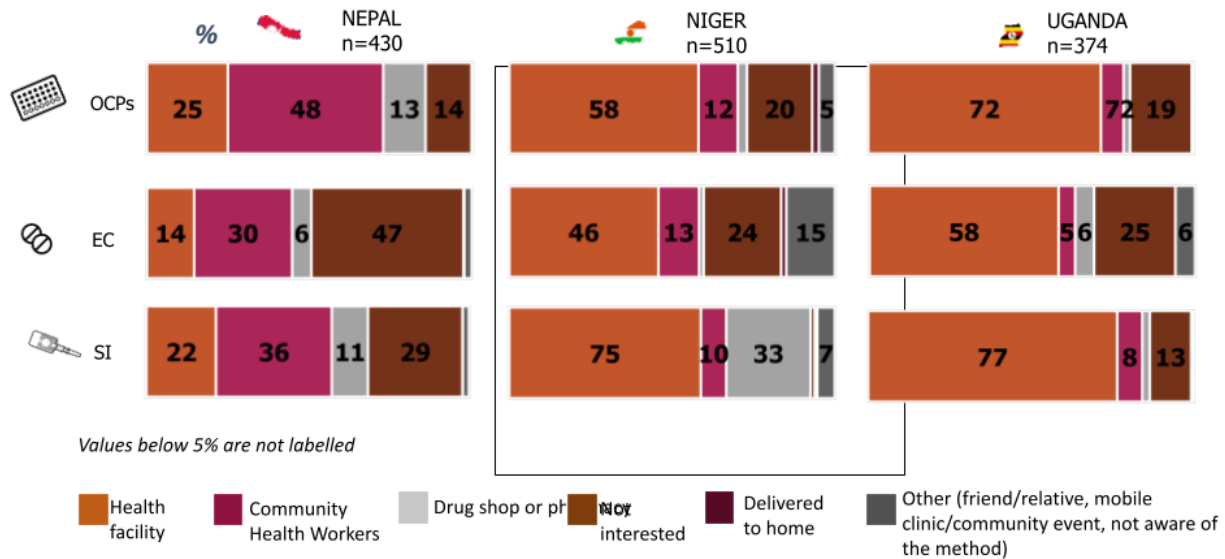 %
NEPAL
n=430
NIGER
n=510
UGANDA
n=374
OCPs
25 48 13 14
58 12 20 5
72 7 2 19
EC
14 30 6 47
46 13 24 15
58 5 6 25 6
SI
22 36 11 29
75 10 33 7
77 8 13
Values below 5% are not labelled
Health
facility
Community
Health Workers
Drug shop or
Not
interested
Delivered
to home
Other (friend/relative, mobile
clinic/community event, not aware of
the method)